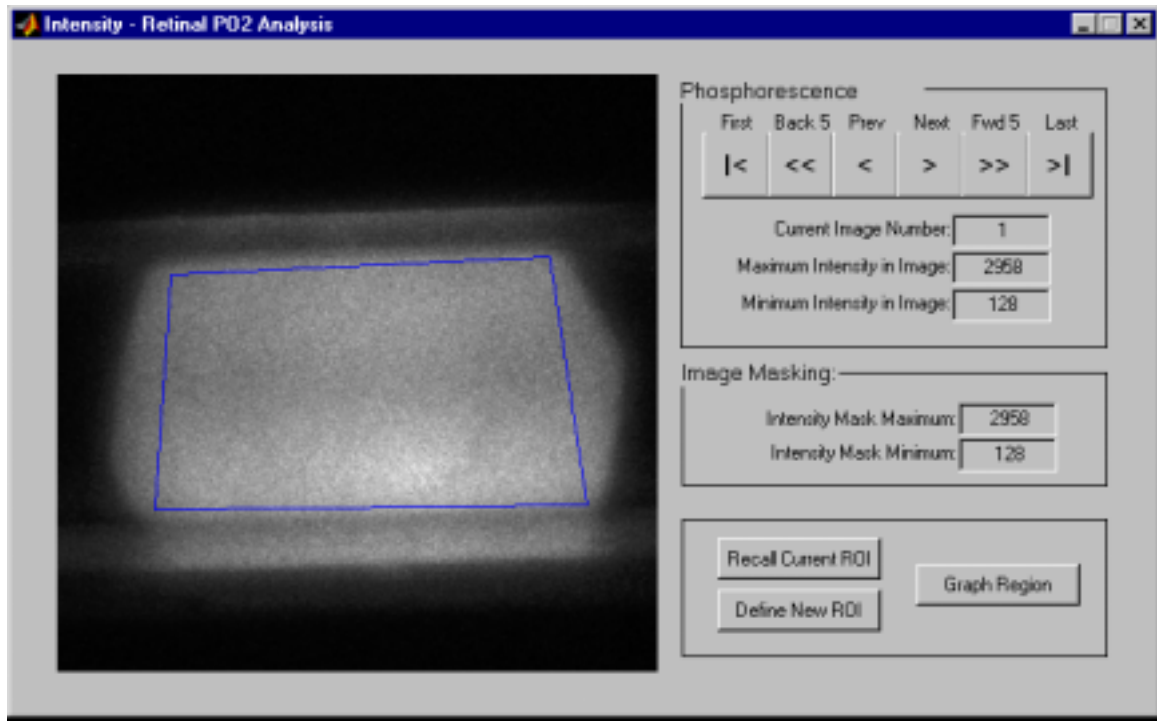 Intensity - Retinal PO2 Analysis
Phosphorescence
First Back 5 Prev Next Fwd 5 Last
|< << < > >> >|
Current Image Number: 1
Maximum Intensity in Image: 2958
Minimum Intensity in Image: 128
Image Masking:
Intensity Mask Maximum: 2958
Intensity Mask Minimum: 128
Recall Current ROI
Define New ROI
Graph Region